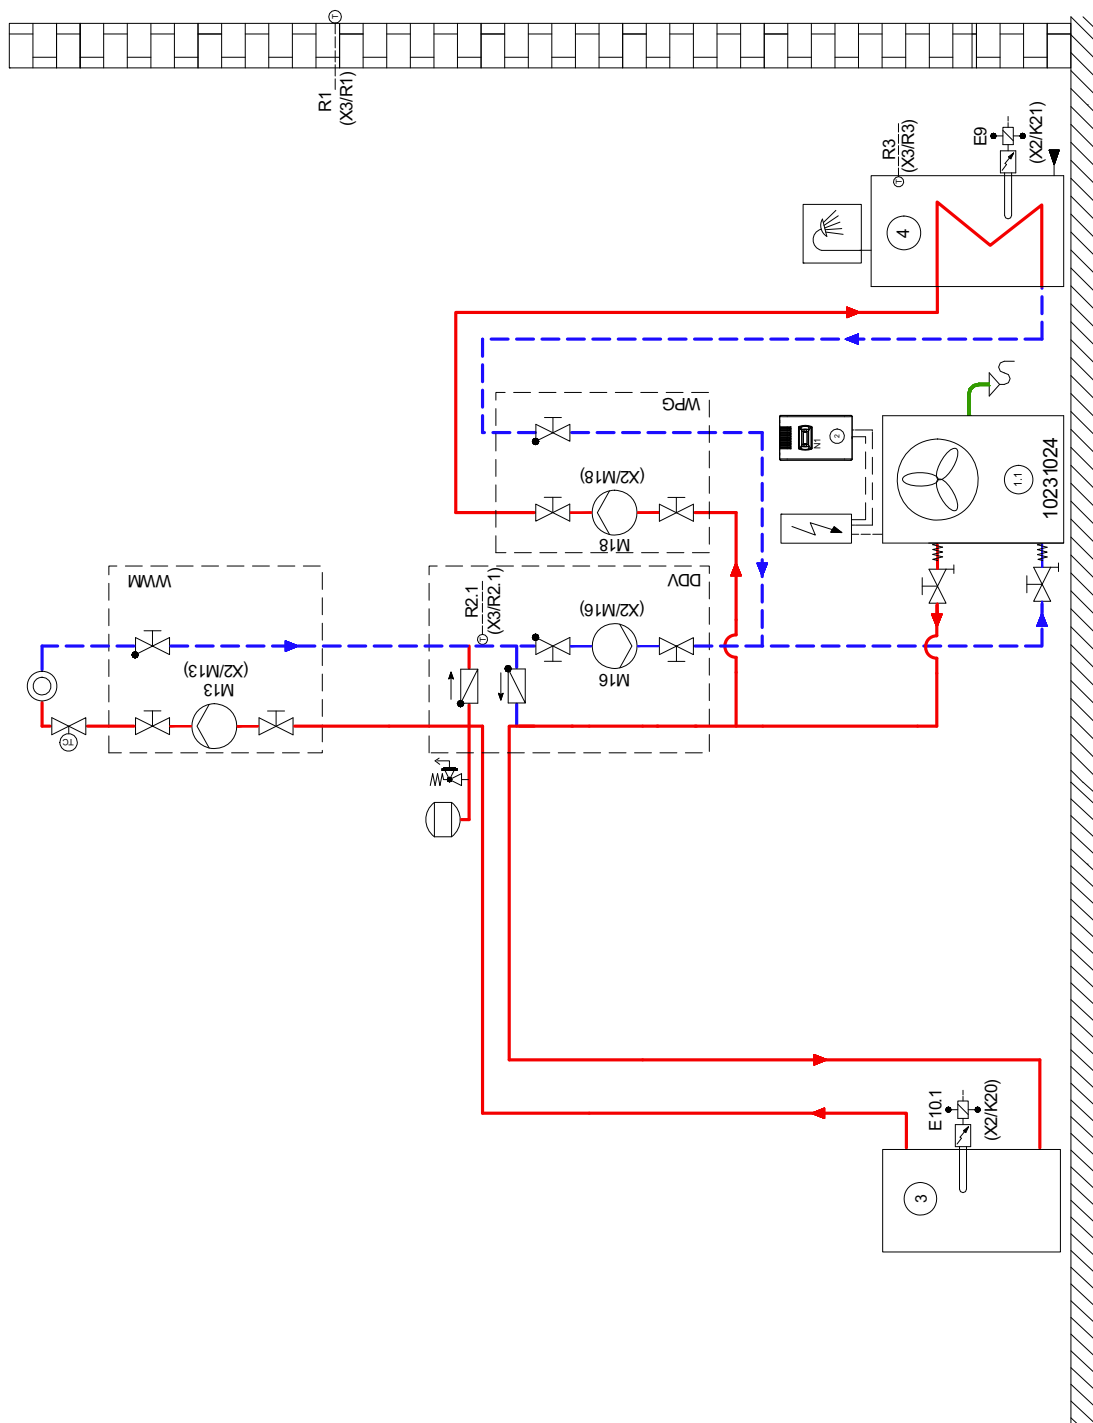 R1
(X3/R1)
T
R3
(X3/R3)
T
E9
(X2/K21)
4
WPG
M18
(X2/M18)
N1
2
1.1
10231024
WWM
M13
(X2/M13)
TC
DDV
R2.1
(X3/R2.1)
T
M16
(X2/M16)
E10.1
(X2/K20)
3